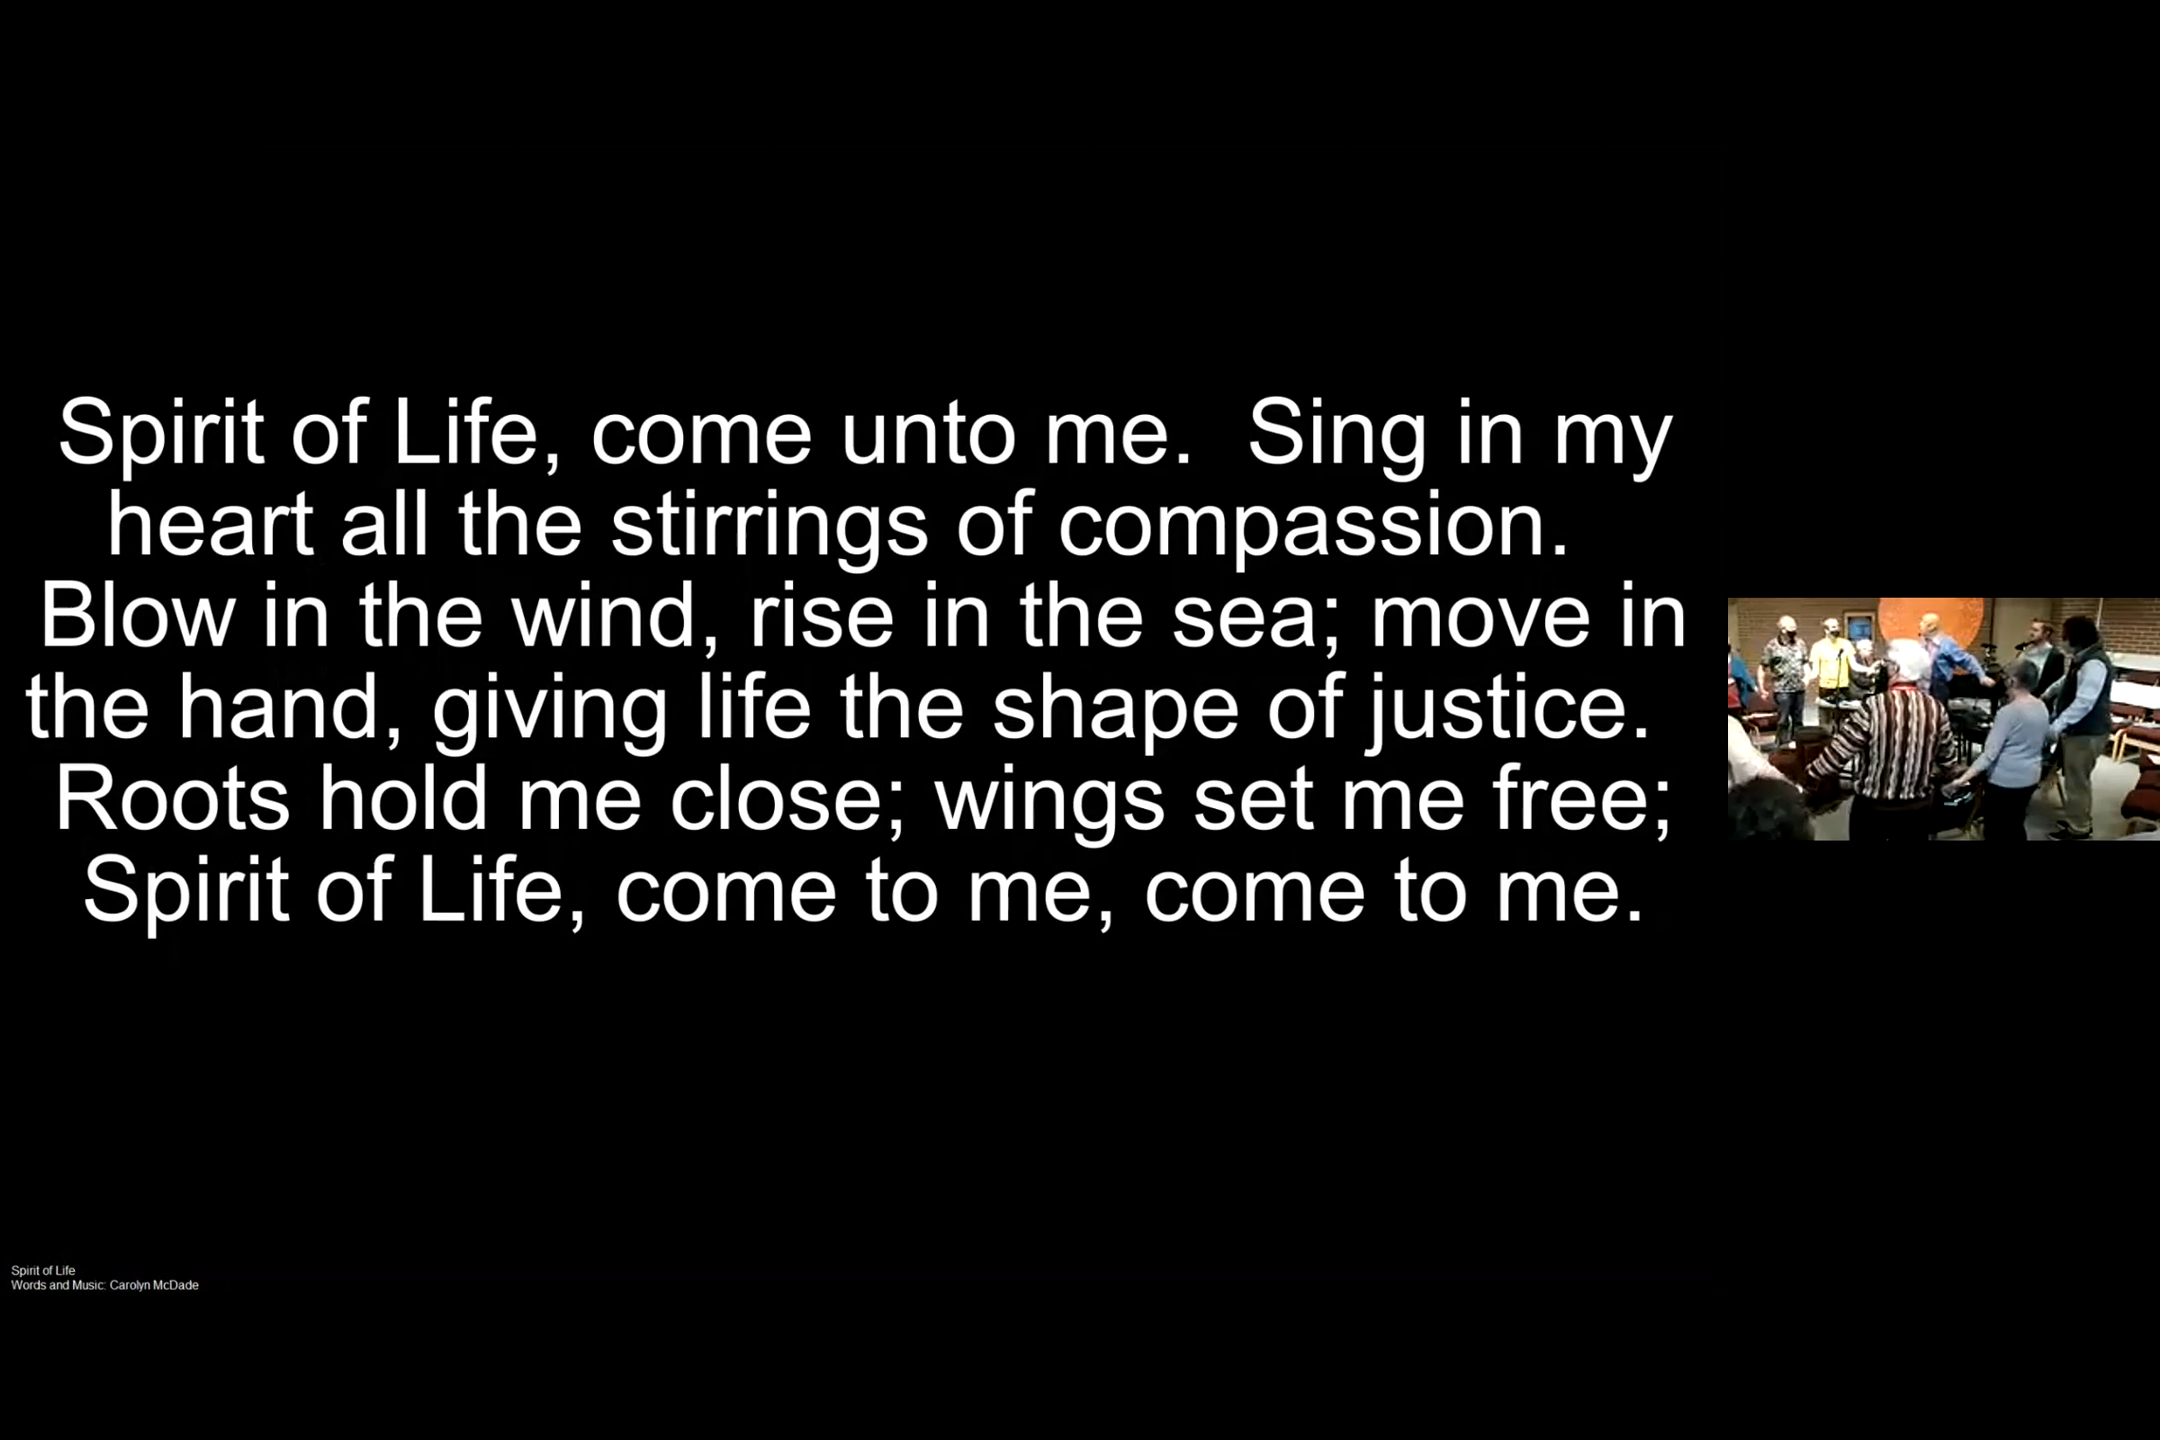 Spirit of Life, come unto me.  Sing in my
heart all the stirrings of compassion.
Blow in the wind, rise in the sea; move in
the hand, giving life the shape of justice.
Roots hold me close; wings set me free;
Spirit of Life, come to me, come to me.
Spirit of Life
Words and Music: Carolyn McDade